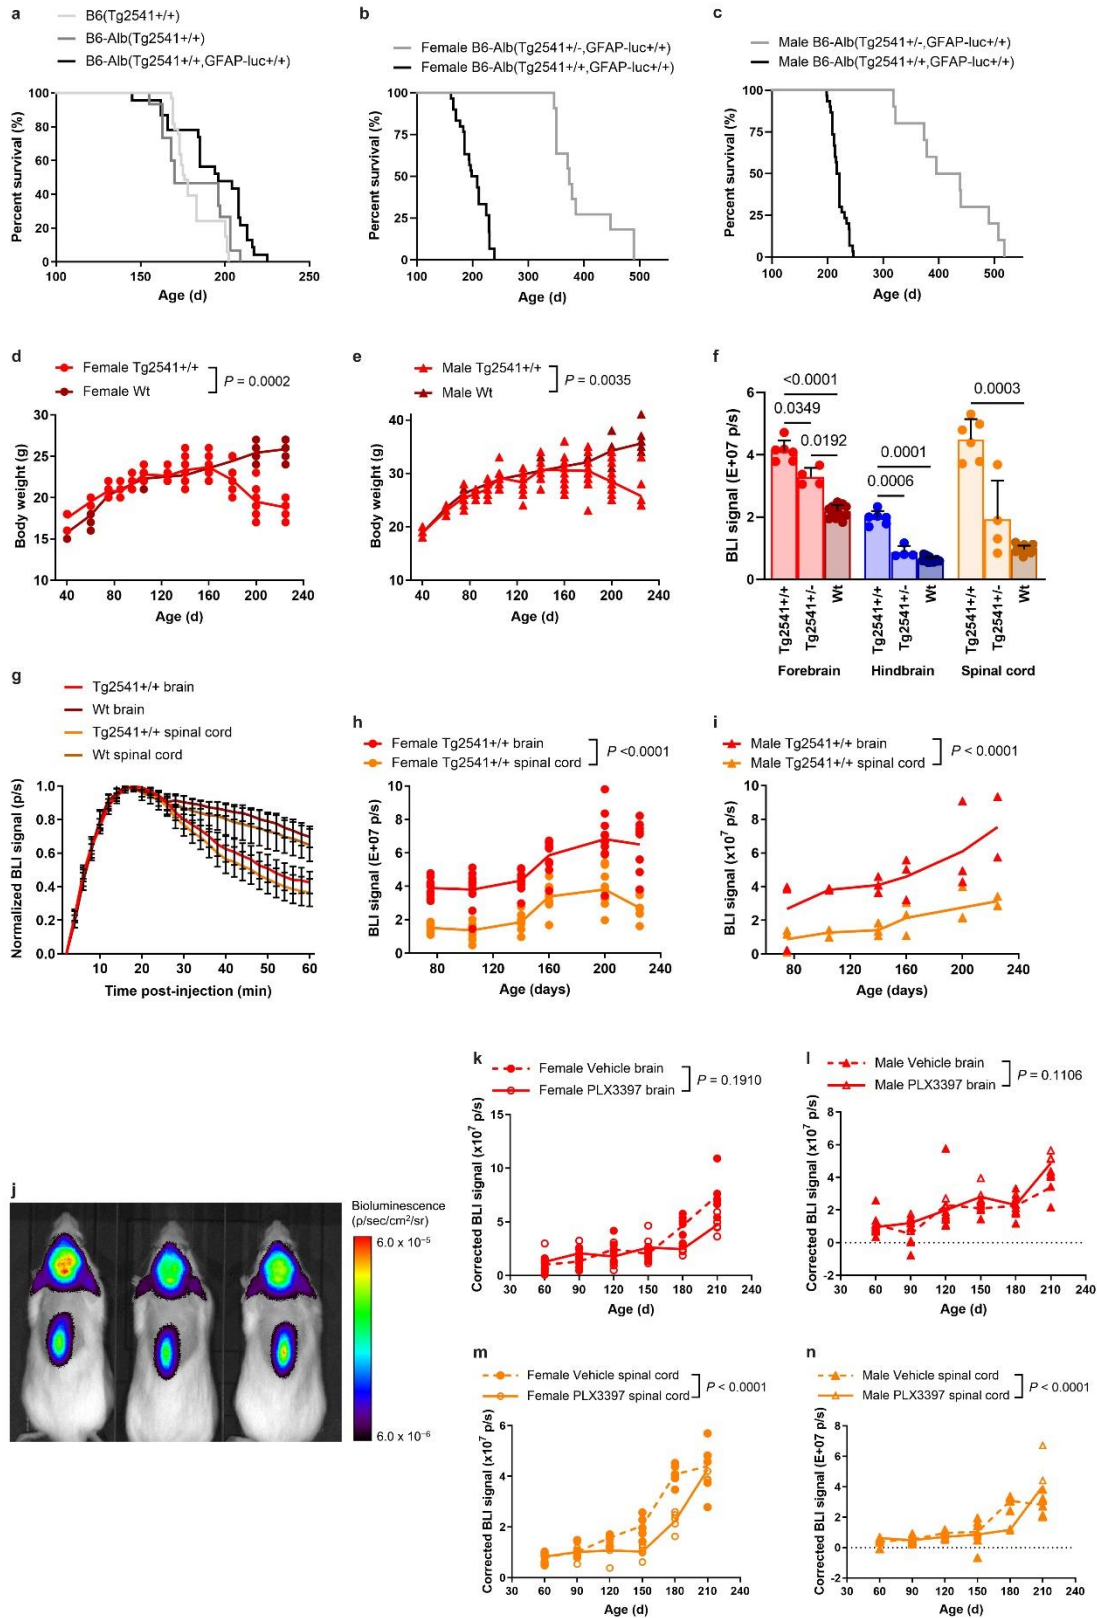 a
B6(Tg2541+/+)
B6-Alb(Tg2541+/+)
B6-Alb(Tg2541+/+,GFAP-luc+/+)
Percent survival (%)
100
80
60
40
20
0
100 150 200 250
Age (d)
b
Female B6-Alb(Tg2541+/-,GFAP-luc+/+)
Female B6-Alb(Tg2541+/+,GFAP-luc+/+)
Percent survival (%)
100
75
50
25
0
100 200 300 400 500
Age (d)
c
Male B6-Alb(Tg2541+/-,GFAP-luc+/+)
Male B6-Alb(Tg2541+/+,GFAP-luc+/+)
Percent survival (%)
100
75
50
25
0
100 200 300 400 500
Age (d)
d
Female Tg2541+/+
Female Wt
P = 0.0002
Body weight (g)
30
25
20
15
10
40 80 120 160 200 240
Age (d)
e
Male Tg2541+/+
Male Wt
P = 0.0035
Body weight (g)
40
30
20
10
40 80 120 160 200 240
Age (d)
f
BLI signal (E+07 p/s)
6
4
2
0
<0.0001
0.0349
0.0192
0.0001
0.0006
0.0003
Tg2541+/+
Tg2541+/-
Wt
Tg2541+/+
Tg2541+/-
Wt
Tg2541+/+
Tg2541+/-
Wt
Forebrain Hindbrain Spinal cord
g
Tg2541+/+ brain
Wt brain
Tg2541+/+ spinal cord
Wt spinal cord
Normalized BLI signal (p/s)
1.0
0.8
0.6
0.4
0.2
0.0
10 20 30 40 50 60
Time post-injection (min)
h
Female Tg2541+/+ brain
Female Tg2541+/+ spinal cord
P <0.0001
BLI signal (E+07 p/s)
10
8
6
4
2
0
80 120 160 200 240
Age (days)
i
Male Tg2541+/+ brain
Male Tg2541+/+ spinal cord
P < 0.0001
BLI signal (x10⁷ p/s)
10
8
6
4
2
0
80 120 160 200 240
Age (days)
j
Bioluminescence
(p/sec/cm²/sr)
6.0 x 10⁻⁵
6.0 x 10⁻⁶
k
Female Vehicle brain
Female PLX3397 brain
P = 0.1910
Corrected BLI signal (x10⁷ p/s)
15
10
5
0
30 60 90 120 150 180 210 240
Age (d)
l
Male Vehicle brain
Male PLX3397 brain
P = 0.1106
Corrected BLI signal (x10⁷ p/s)
8
6
4
2
0
-2
30 60 90 120 150 180 210 240
Age (d)
m
Female Vehicle spinal cord
Female PLX3397 spinal cord
P < 0.0001
Corrected BLI signal (x10⁷ p/s)
6
4
2
0
30 60 90 120 150 180 210 240
Age (d)
n
Male Vehicle spinal cord
Male PLX3397 spinal cord
P < 0.0001
Corrected BLI signal (E+07 p/s)
8
6
4
2
0
-2
30 60 90 120 150 180 210 240
Age (d)